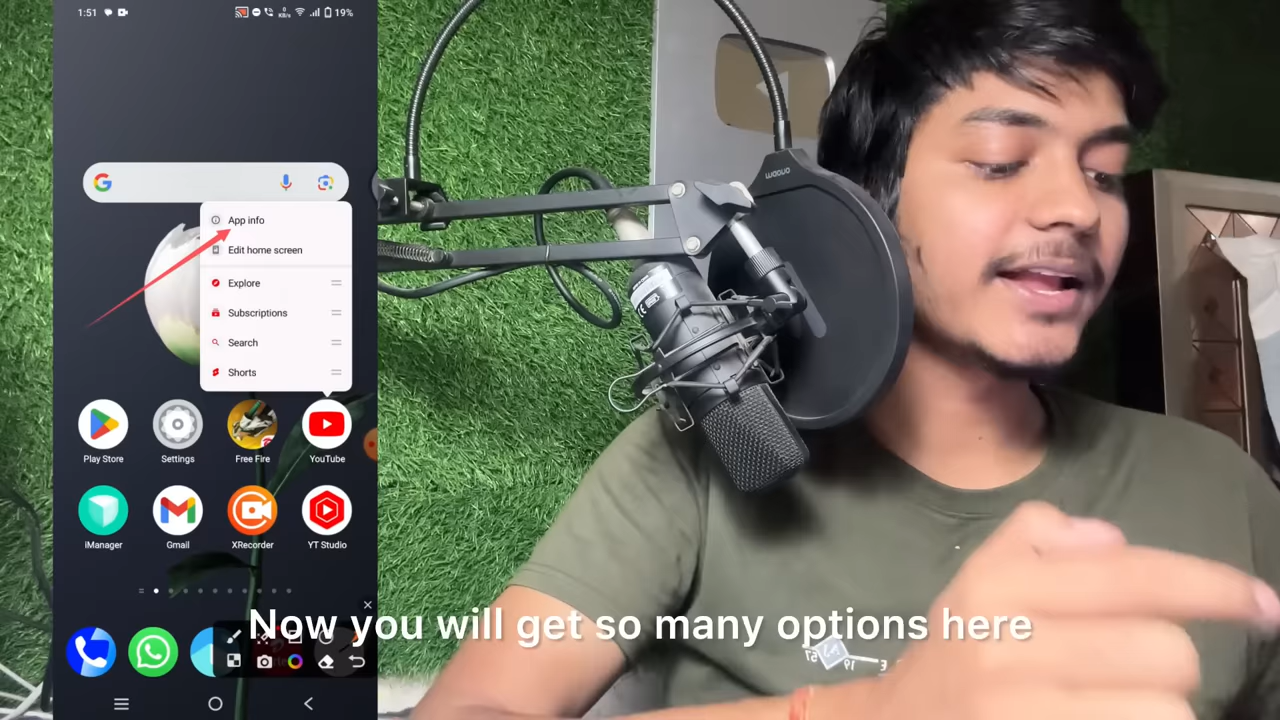 1:51
KB/s
19%
App info
Edit home screen
Explore
Subscriptions
Search
Shorts
Play Store
Settings
Free Fire
YouTube
iManager
Gmail
XRecorder
YT Studio
Now you will get so many options here